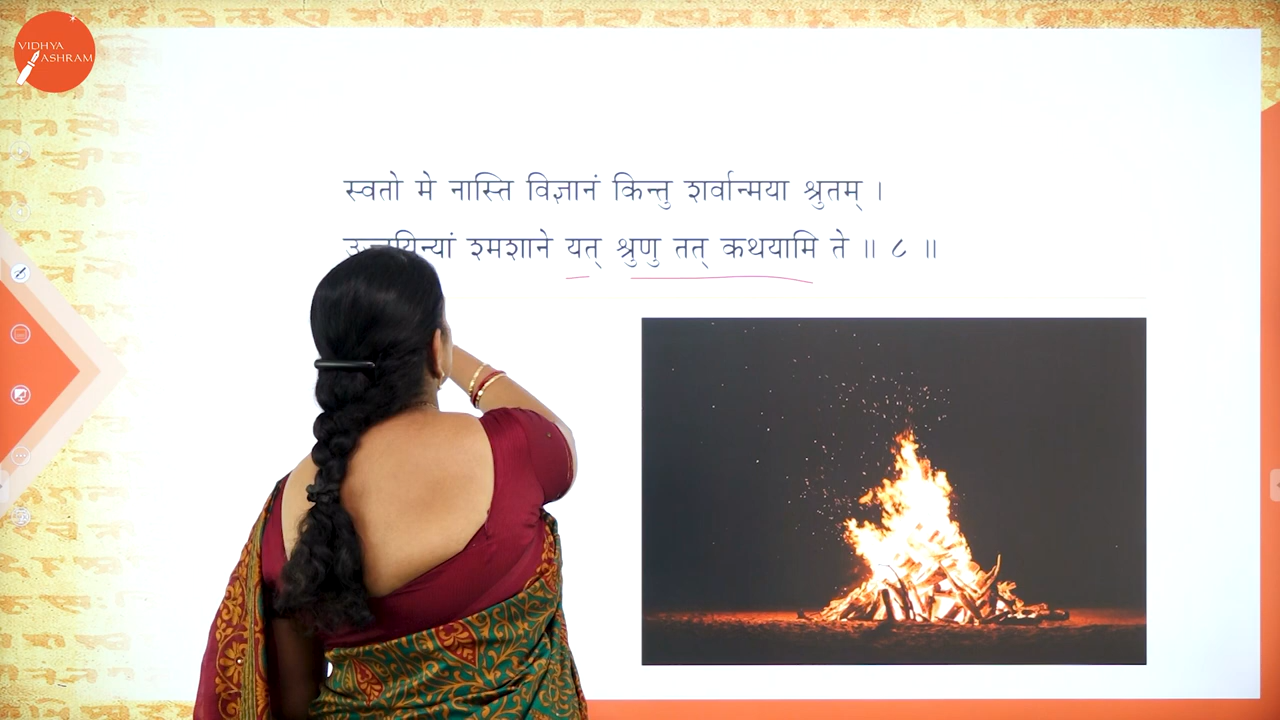 VIDHYA
ASHRAM
स्वतो मे नास्ति विज्ञानं किन्तु शर्वान्मया श्रुतम् ।
श्मशाने यत् श्रुणु तत् कथयामि ते ॥ ८ ॥